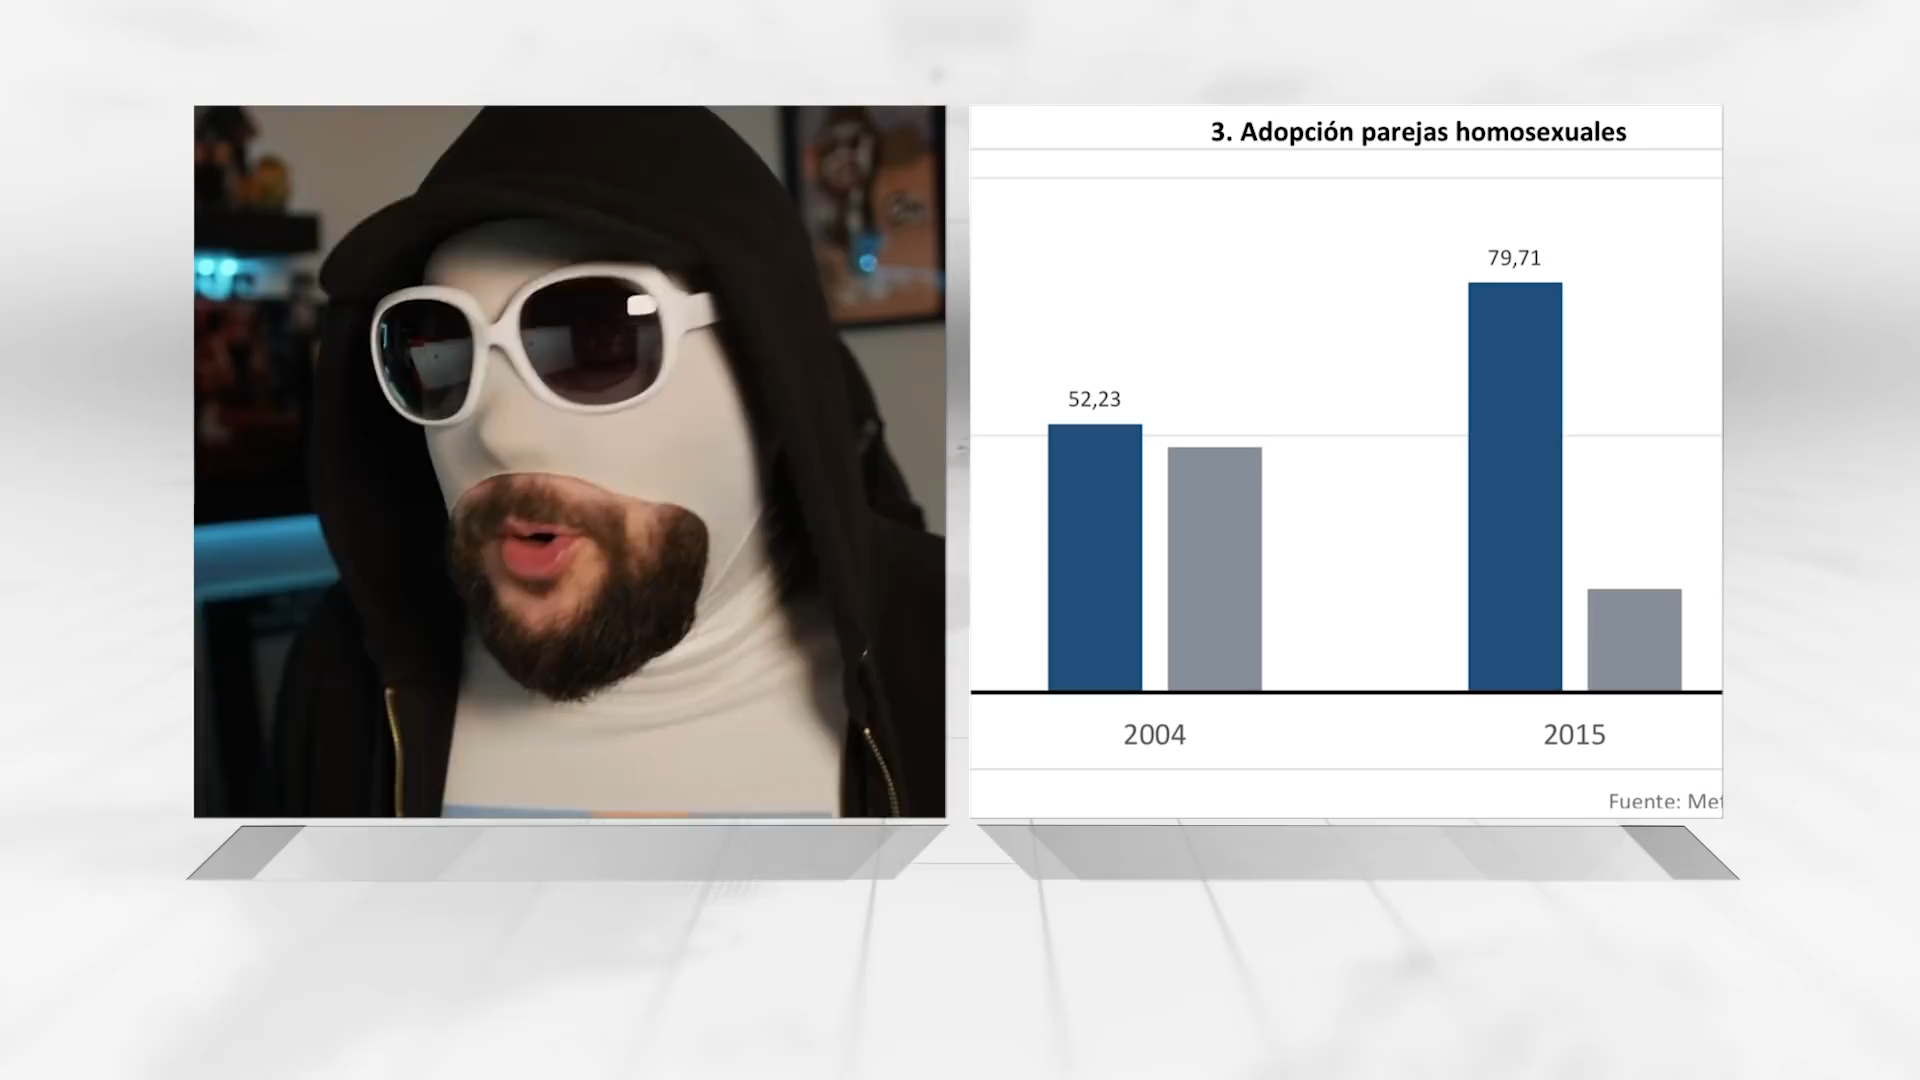 3. Adopción parejas homosexuales
79,71
52,23
2004
2015
Fuente: